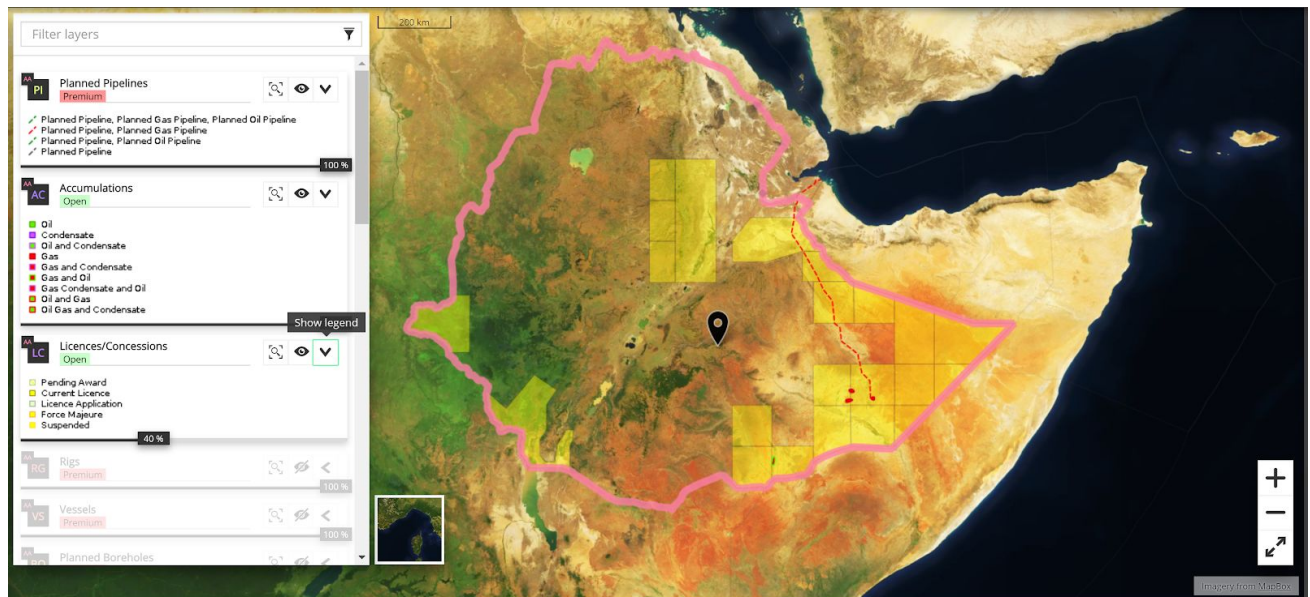 Filter layers
200 km
AA
PI
Planned Pipelines
Premium
Planned Pipeline, Planned Gas Pipeline, Planned Oil Pipeline
Planned Pipeline, Planned Gas Pipeline
Planned Pipeline, Planned Oil Pipeline
Planned Pipeline
100 %
AA
AC
Accumulations
Open
Oil
Condensate
Oil and Condensate
Gas
Gas and Condensate
Gas and Oil
Gas Condensate and Oil
Oil and Gas
Oil Gas and Condensate
Show legend
AA
LC
Licences/Concessions
Open
Pending Award
Current Licence
Licence Application
Force Majeure
Suspended
40 %
AA
RG
Rigs
Premium
100 %
AA
VS
Vessels
Premium
100 %
AA
BO
Planned Boreholes
Imagery from MapBox